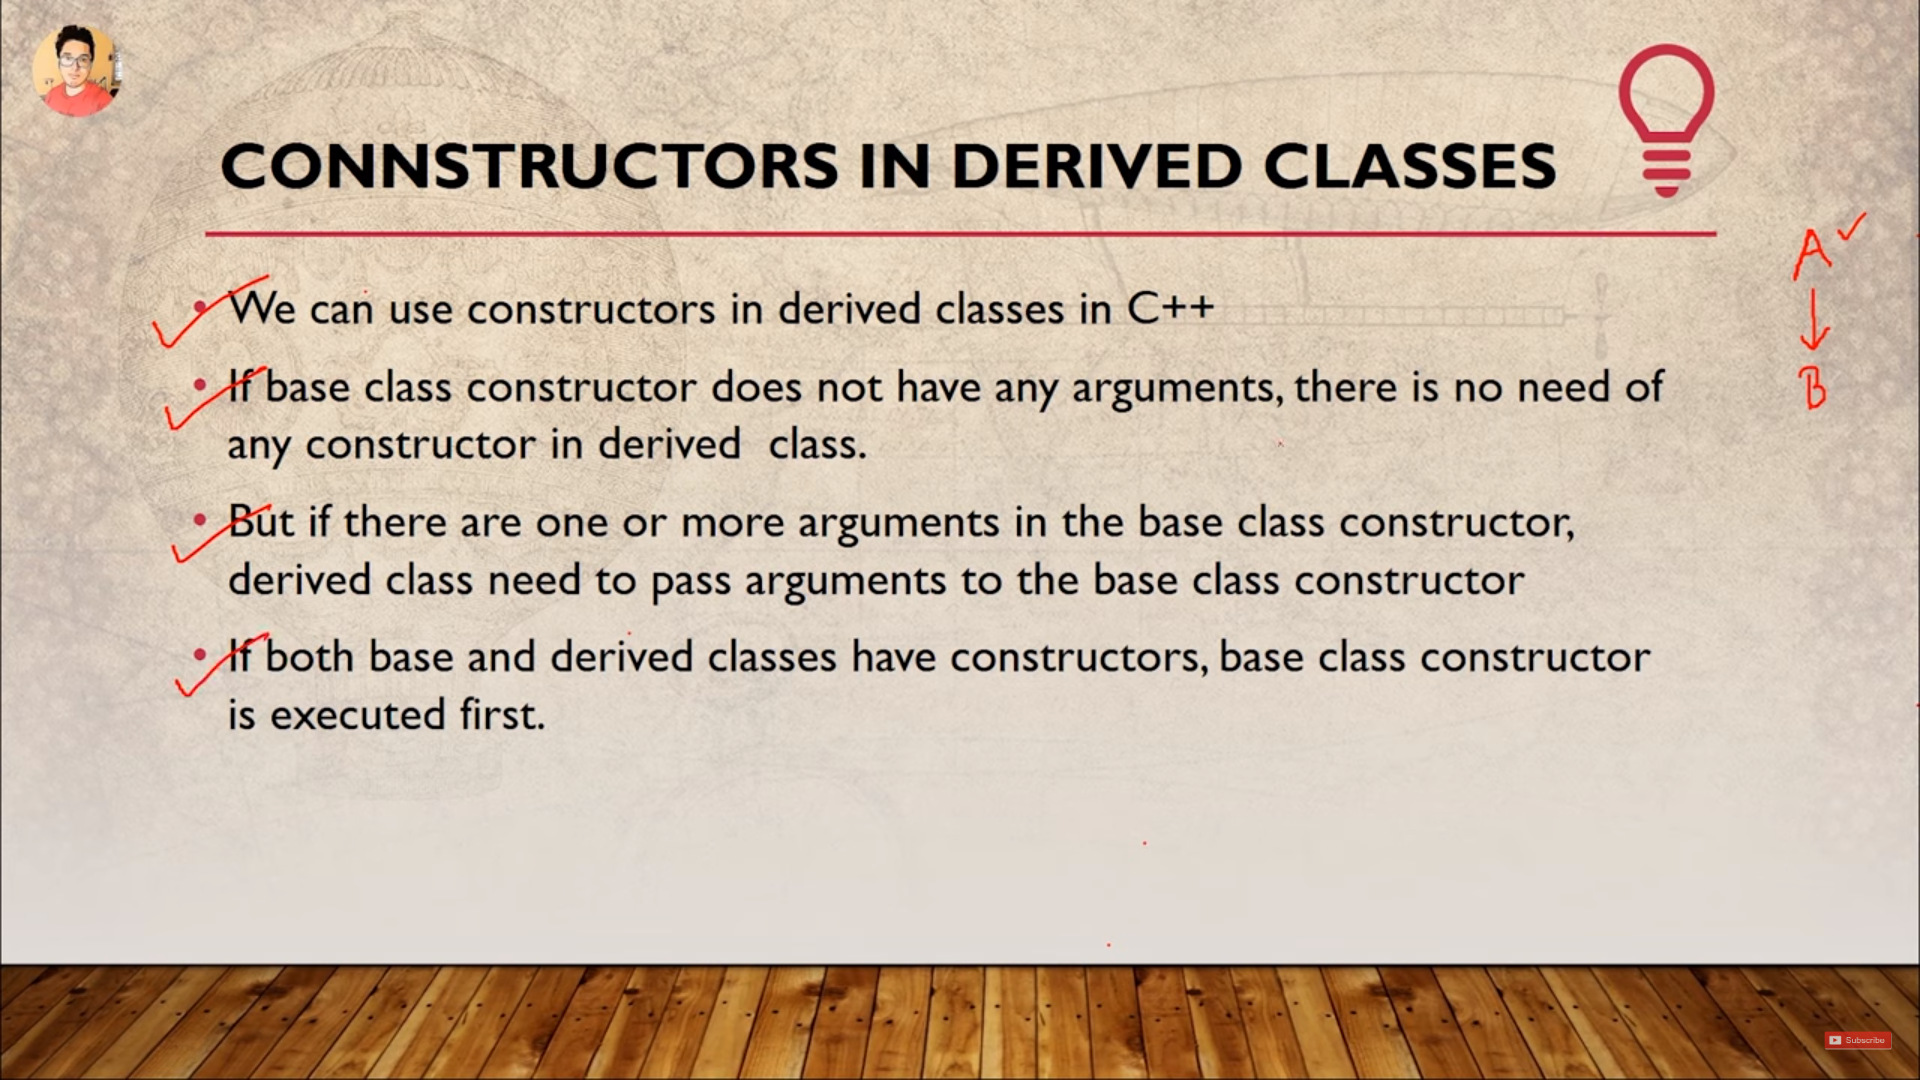 CONNSTRUCTORS IN DERIVED CLASSES
A
B
• We can use constructors in derived classes in C++
• If base class constructor does not have any arguments, there is no need of
any constructor in derived class.
• But if there are one or more arguments in the base class constructor,
derived class need to pass arguments to the base class constructor
• If both base and derived classes have constructors, base class constructor
is executed first.
Subscribe